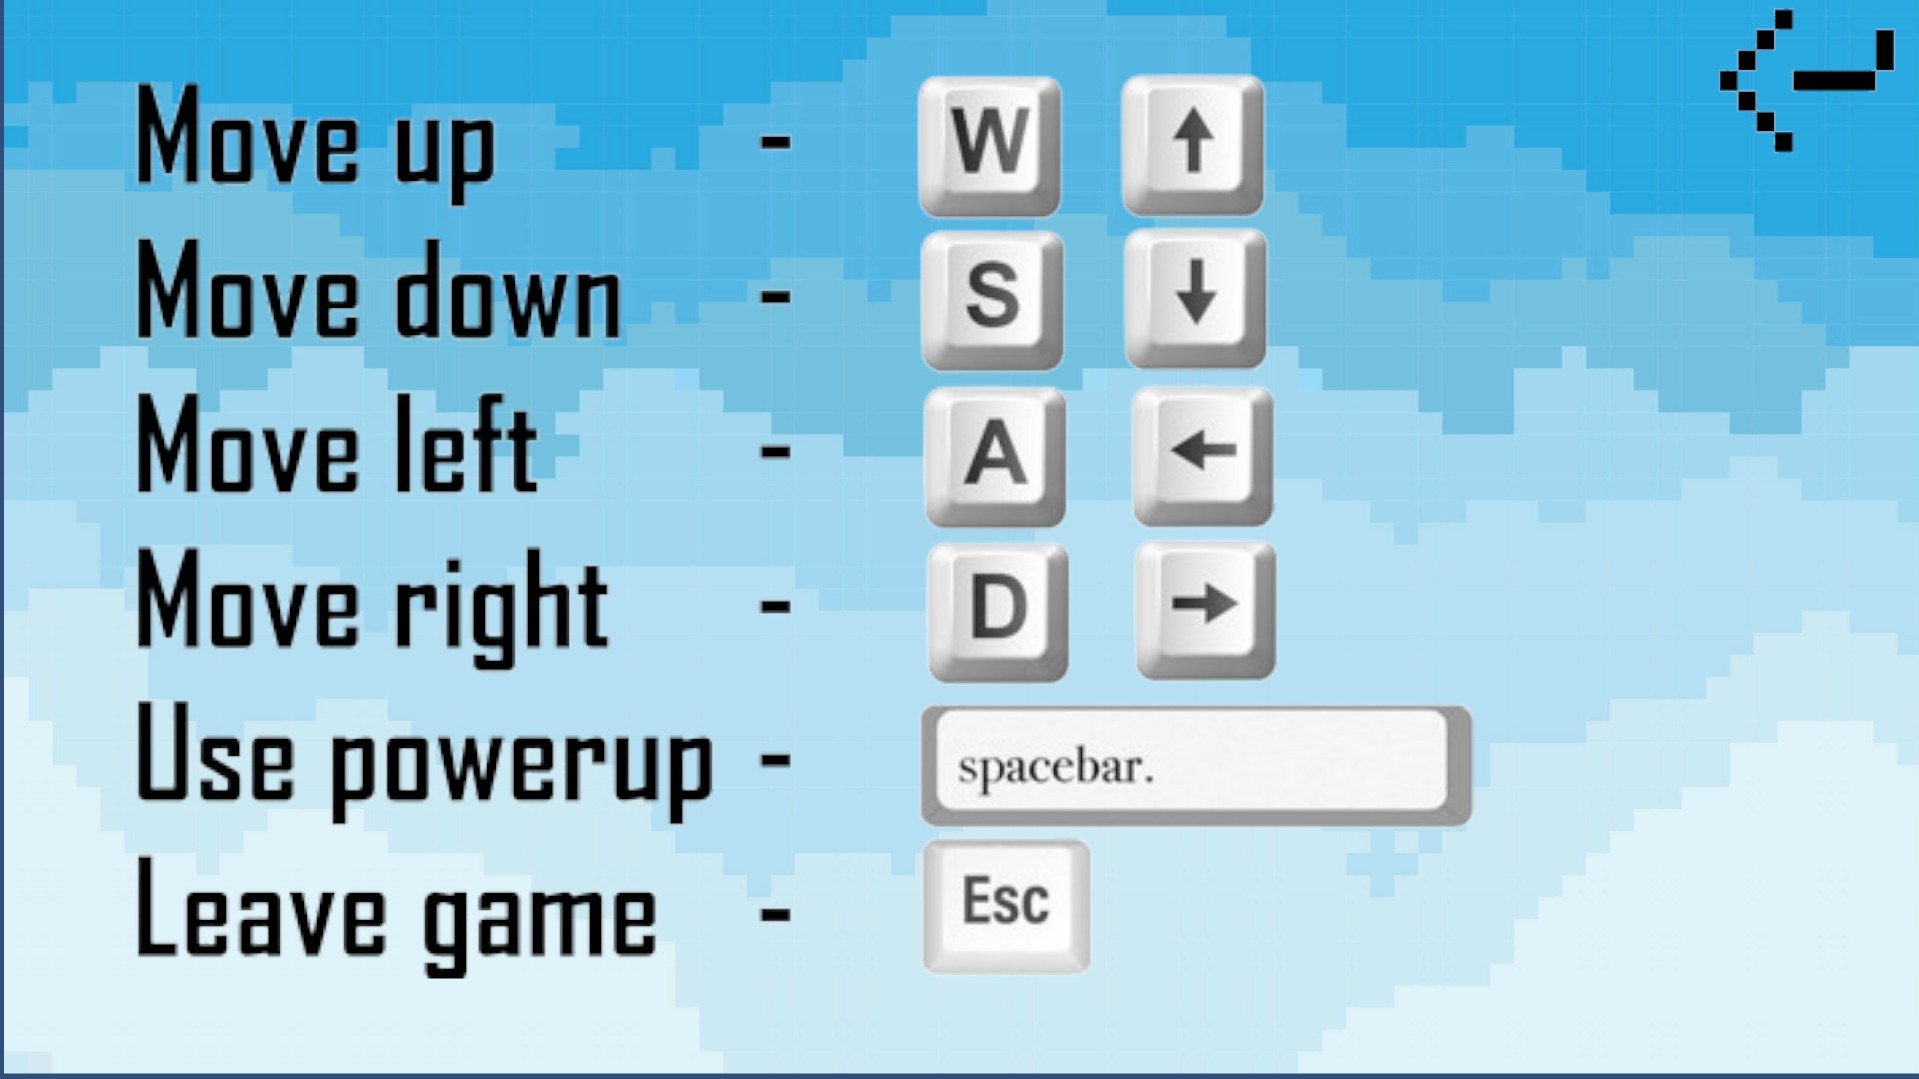 Move up - W ↑
Move down - S ↓
Move left - A ←
Move right - D →
Use powerup - spacebar.
Leave game - Esc